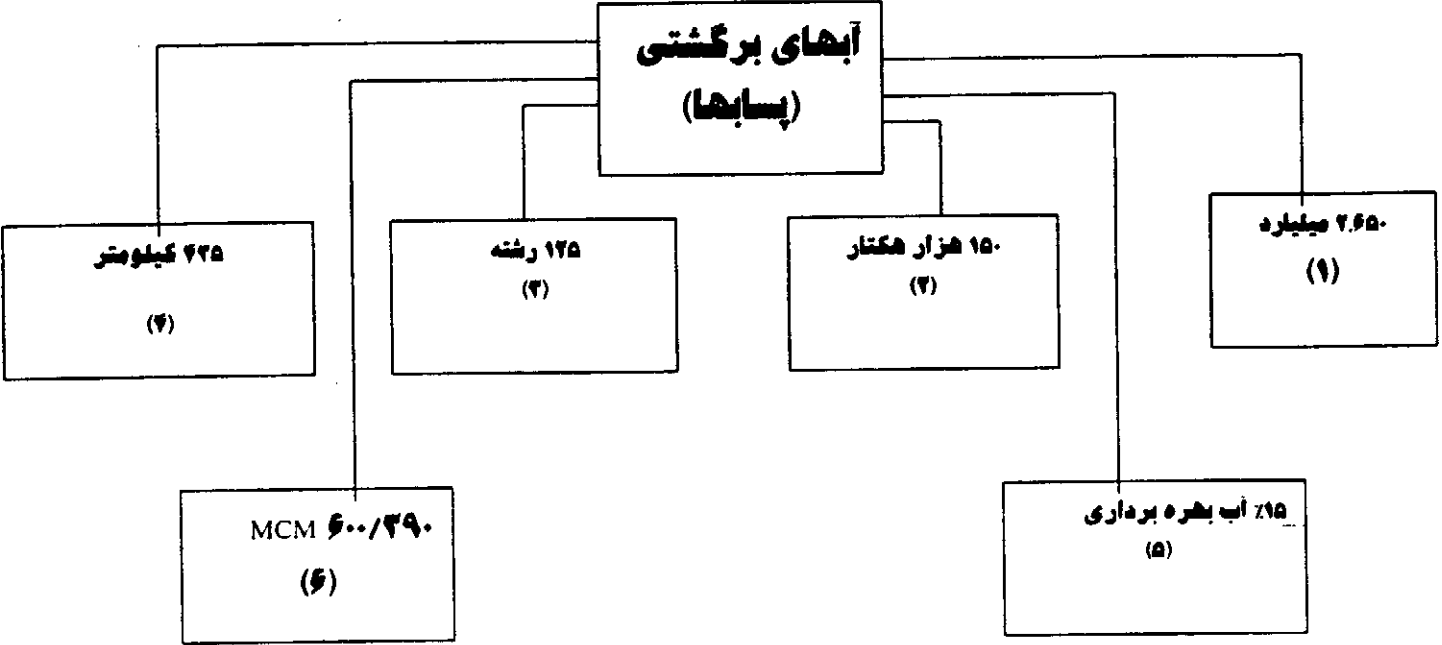 آبهای برگشتی
(پسابها)
۲.۶۵۰ میلیارد
(۱)
۱۵۰ هزار هکتار
(۲)
۱۲۵ رشته
(۳)
۴۲۵ کیلومتر
(۴)
٪۱۵ آب بهره برداری
(۵)
MCM ۶۰۰/۳۹۰
(۶)